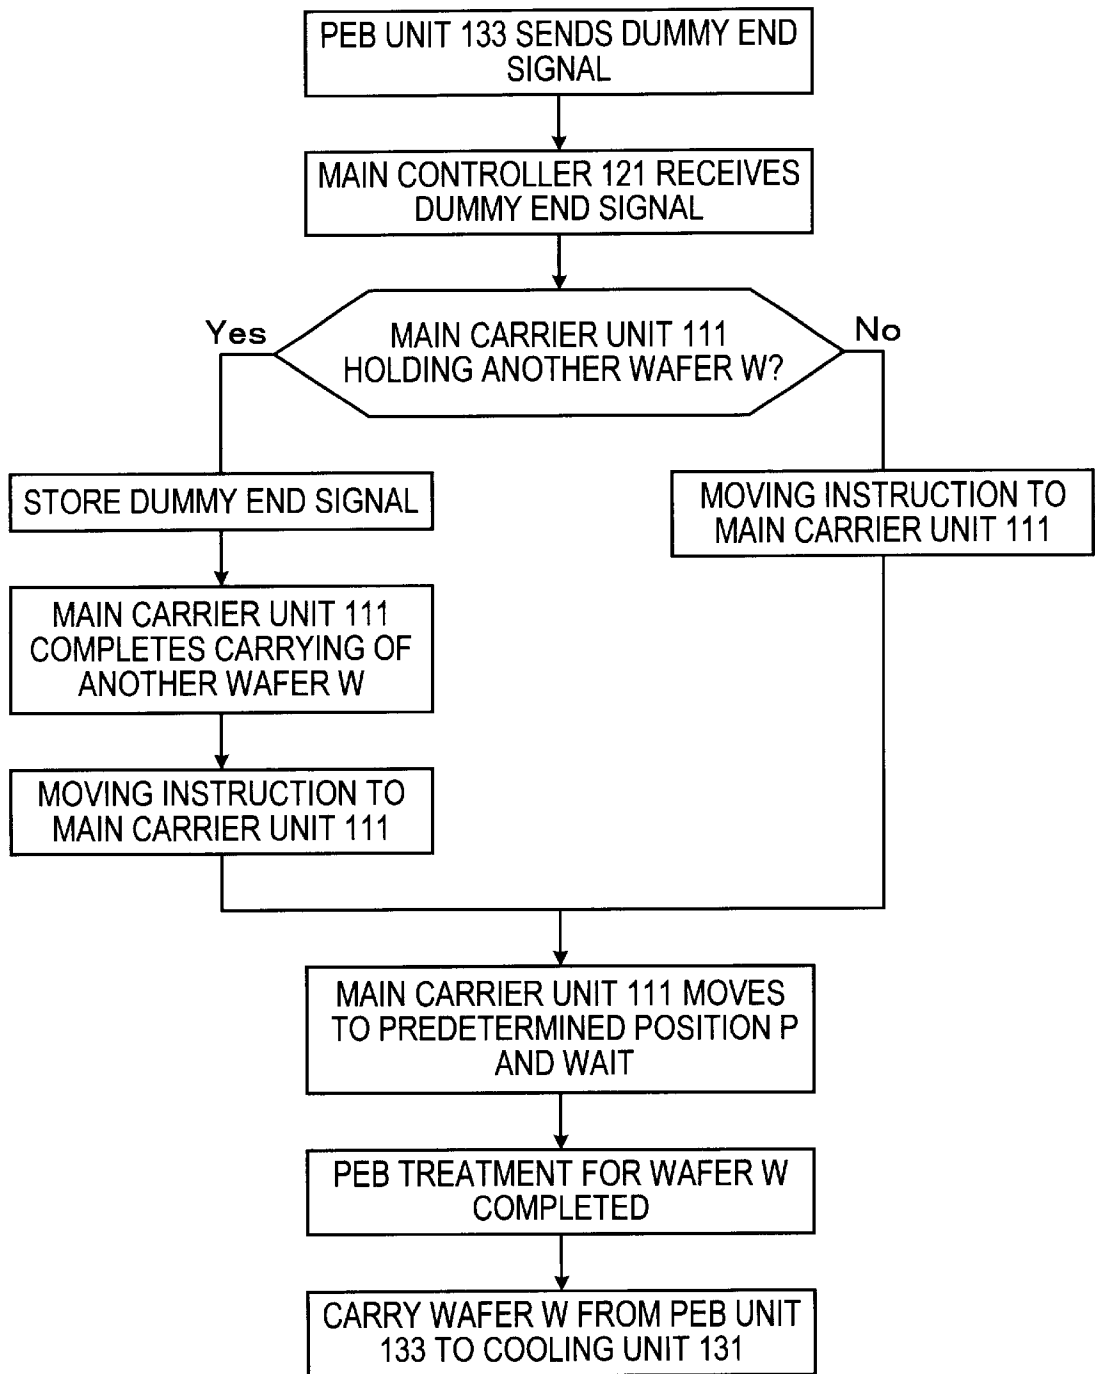 PEB UNIT 133 SENDS DUMMY END
SIGNAL
MAIN CONTROLLER 121 RECEIVES
DUMMY END SIGNAL
MAIN CARRIER UNIT 111
HOLDING ANOTHER WAFER W?
Yes
No
STORE DUMMY END SIGNAL
MAIN CARRIER UNIT 111
COMPLETES CARRYING OF
ANOTHER WAFER W
MOVING INSTRUCTION TO
MAIN CARRIER UNIT 111
MOVING INSTRUCTION TO
MAIN CARRIER UNIT 111
MAIN CARRIER UNIT 111 MOVES
TO PREDETERMINED POSITION P
AND WAIT
PEB TREATMENT FOR WAFER W
COMPLETED
CARRY WAFER W FROM PEB UNIT
133 TO COOLING UNIT 131